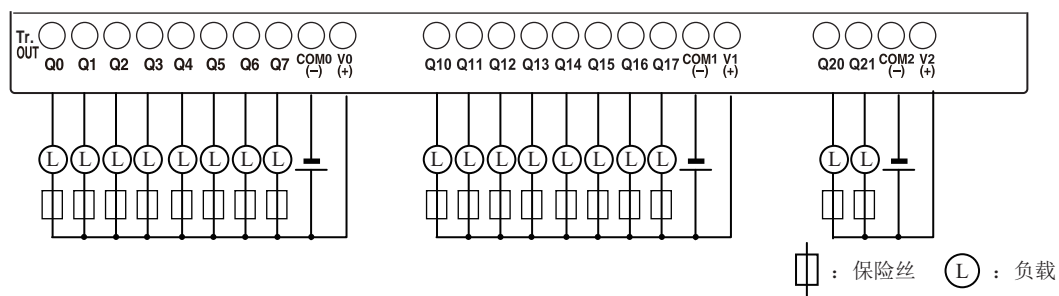 Tr.
OUT
Q0 Q1 Q2 Q3 Q4 Q5 Q6 Q7 COM0 (−) V0 (+) Q10 Q11 Q12 Q13 Q14 Q15 Q16 Q17 COM1 (−) V1 (+) Q20 Q21 COM2 (−) V2 (+)
L L L L L L L L L L L L L L L L L L
：保险丝 L ：负载